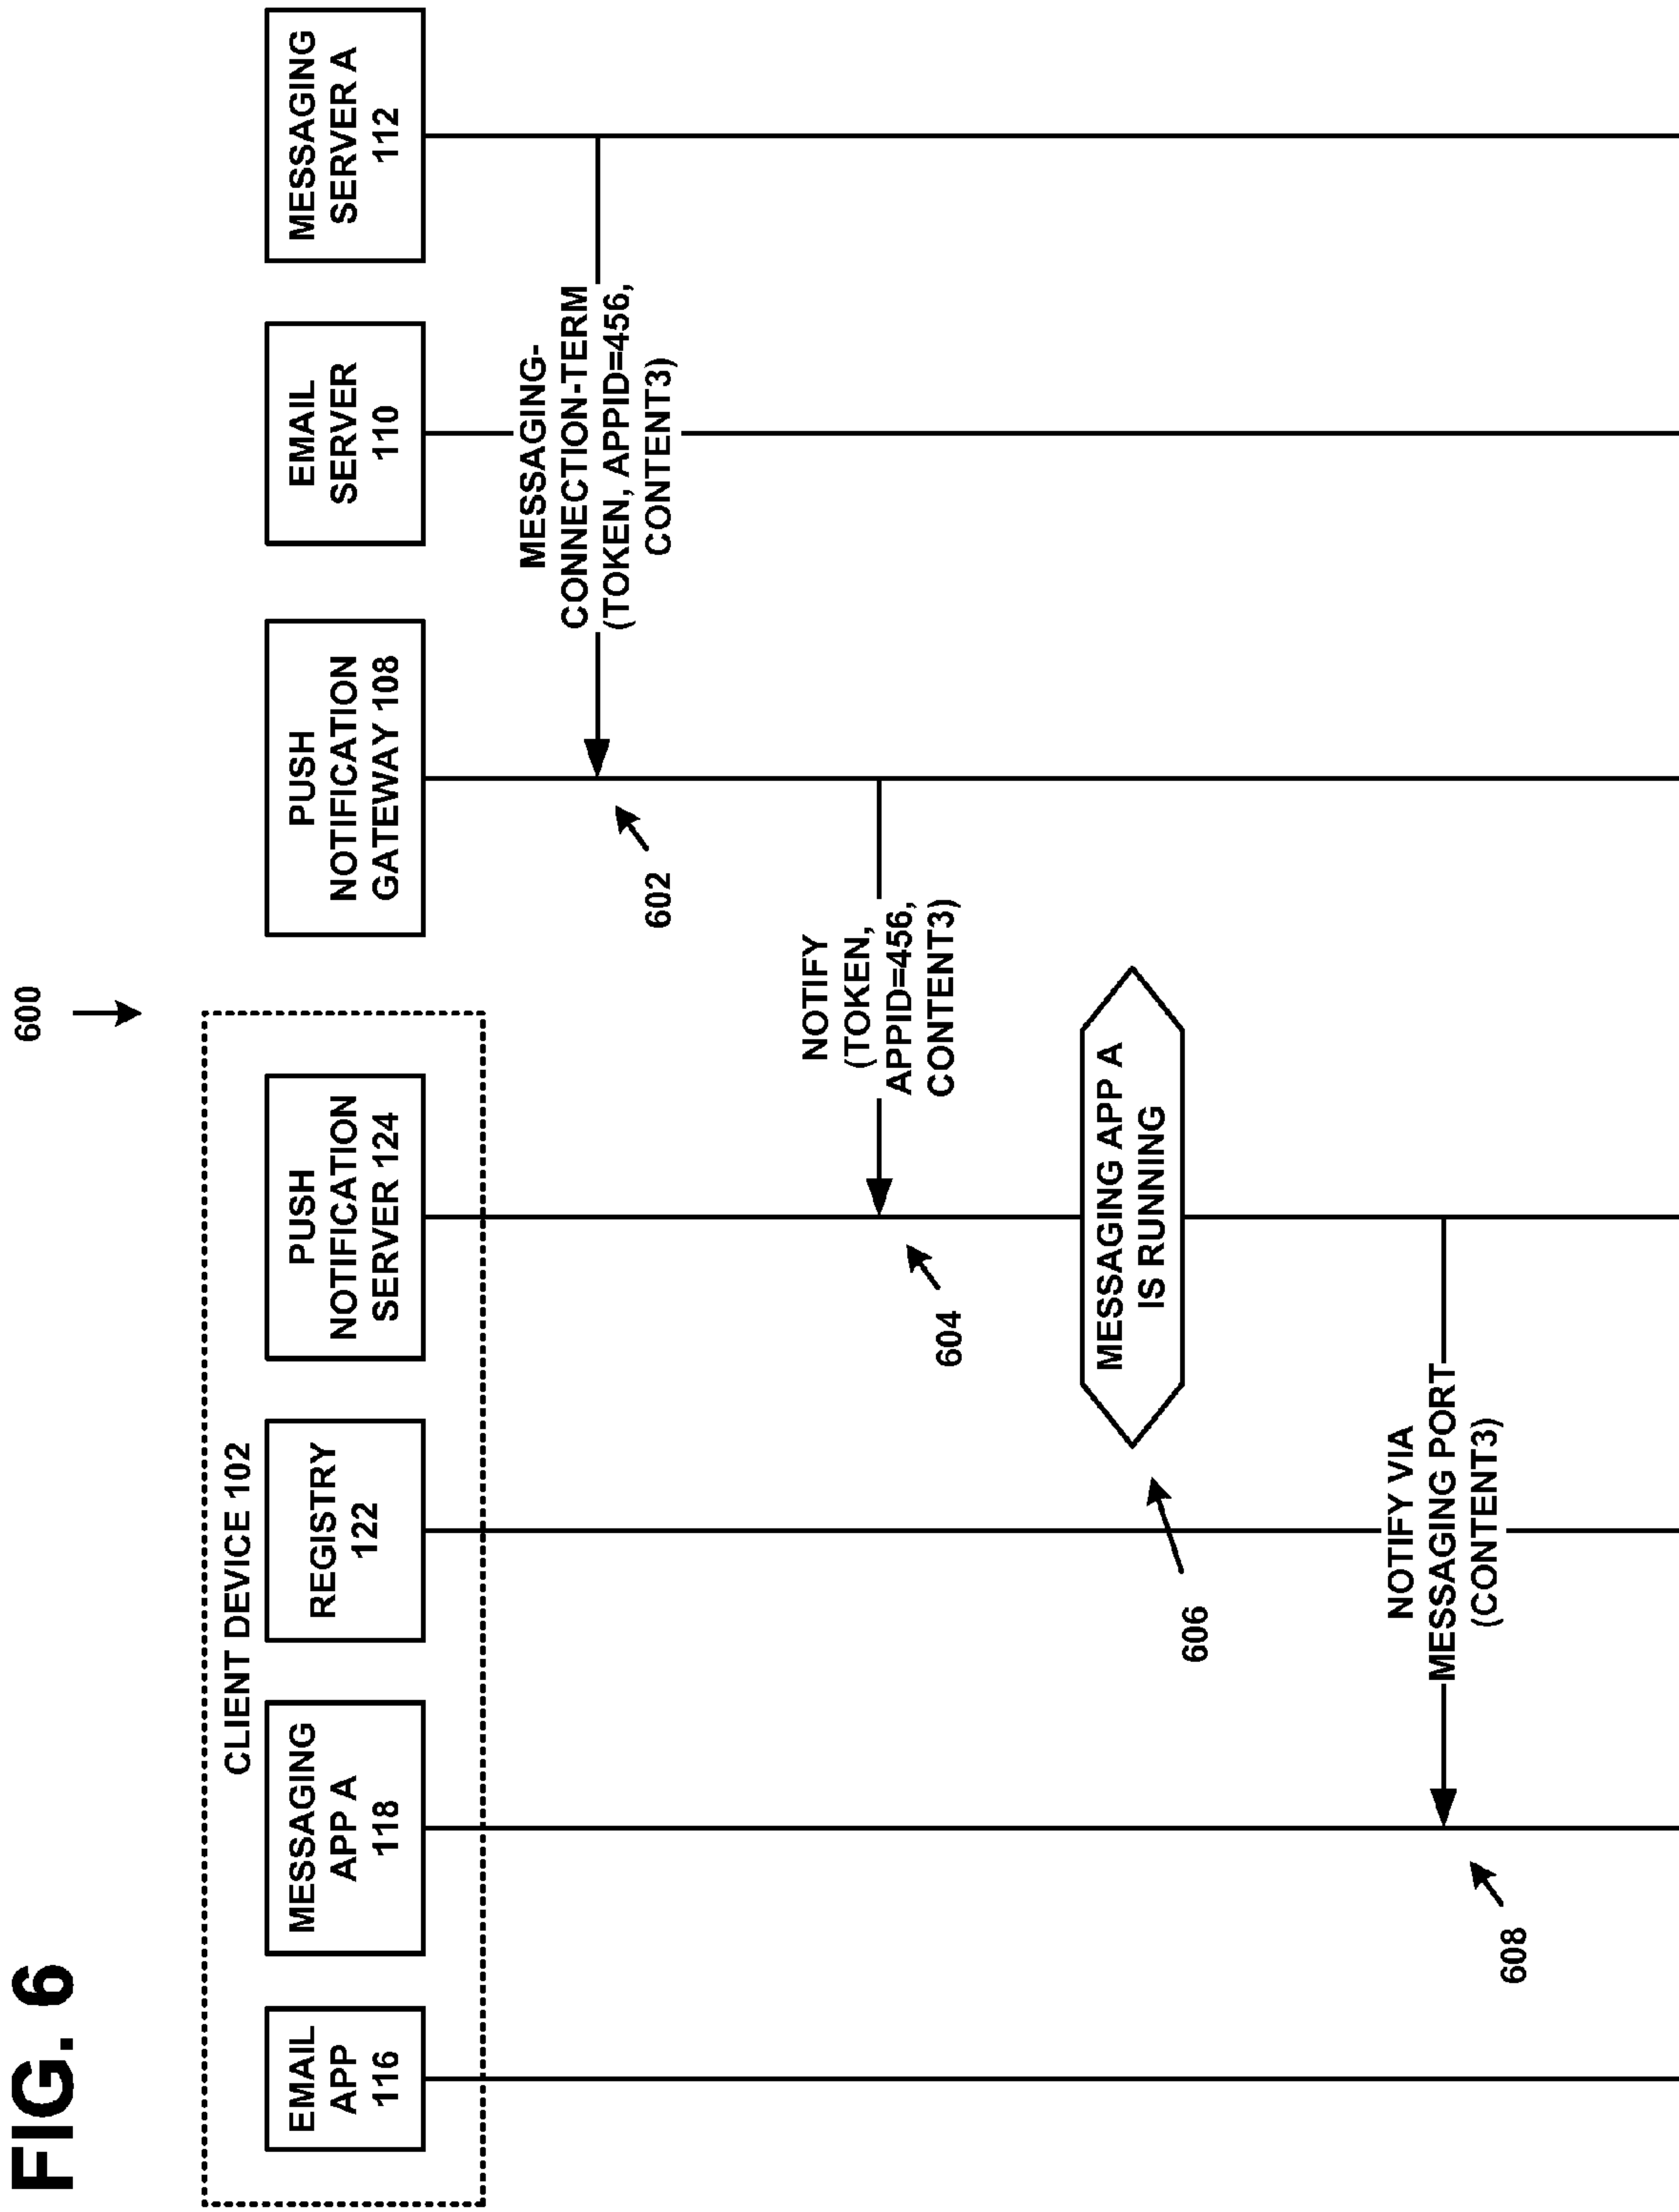 FIG. 6
600
CLIENT DEVICE 102
EMAIL
APP
116
MESSAGING
APP A
118
REGISTRY
122
PUSH
NOTIFICATION
SERVER 124
PUSH
NOTIFICATION
GATEWAY 108
EMAIL
SERVER
110
MESSAGING
SERVER A
112
MESSAGING-
CONNECTION-TERM
(TOKEN, APPID=456,
CONTENT3)
602
NOTIFY
(TOKEN,
APPID=456,
CONTENT3)
604
MESSAGING APP A
IS RUNNING
606
NOTIFY VIA
MESSAGING PORT
(CONTENT3)
608